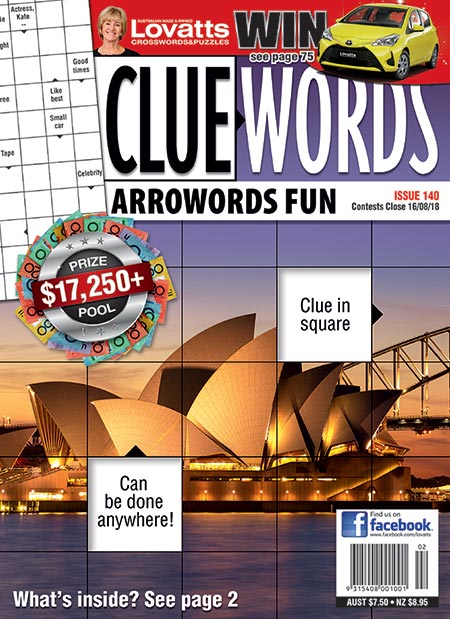 Actress,
Kate
--
AUSTRALIAN MADE & OWNED
Lovatts
CROSSWORDS&PUZZLES
WIN
see page 75
Good
times
Like
best
Small
car
Tape
Celebrity
CLUEWORDS
ARROWORDS FUN
ISSUE 140
Contests Close 16/08/18
PRIZE
$17,250+
POOL
Clue in
square
Can
be done
anywhere!
Find us on
facebook.
www.facebook.com/lovatts
02
9 315408 001001
What's inside? See page 2
AUST $7.50 • NZ $8.95